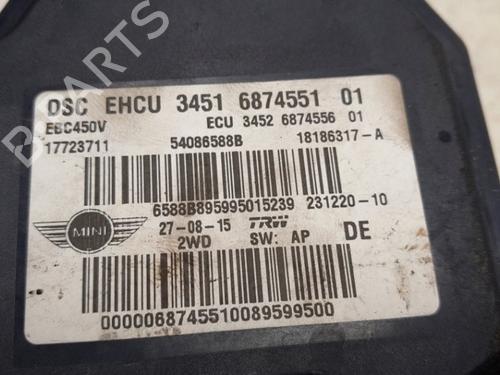 DSC EHCU 3451 6874551 01
EBC450V ECU 3452 6874556 01
17723711 54086588B 18186317-A
6588B895995015239 231220-10
MINI 27-08-15 TRW DE
2WD SW: AP
0000068745510089599500
B-PARTS